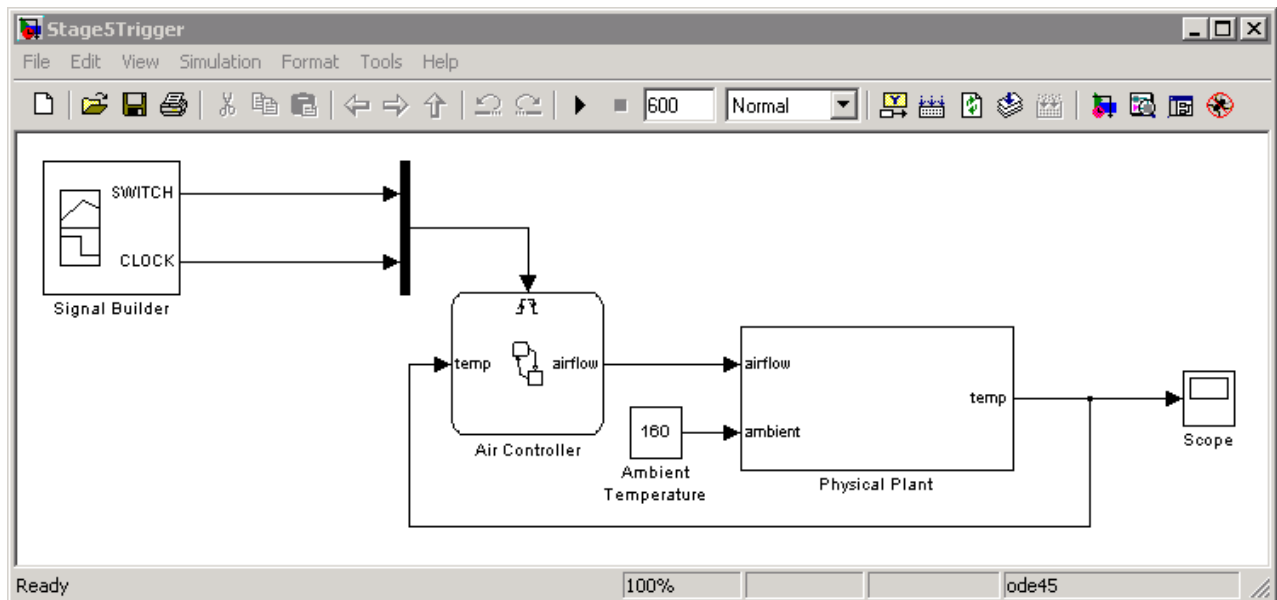 Stage5Trigger
File Edit View Simulation Format Tools Help
600 Normal
SWITCH
CLOCK
Signal Builder
temp airflow
Air Controller
160
Ambient
Temperature
airflow
temp
ambient
Physical Plant
Scope
Ready 100% ode45